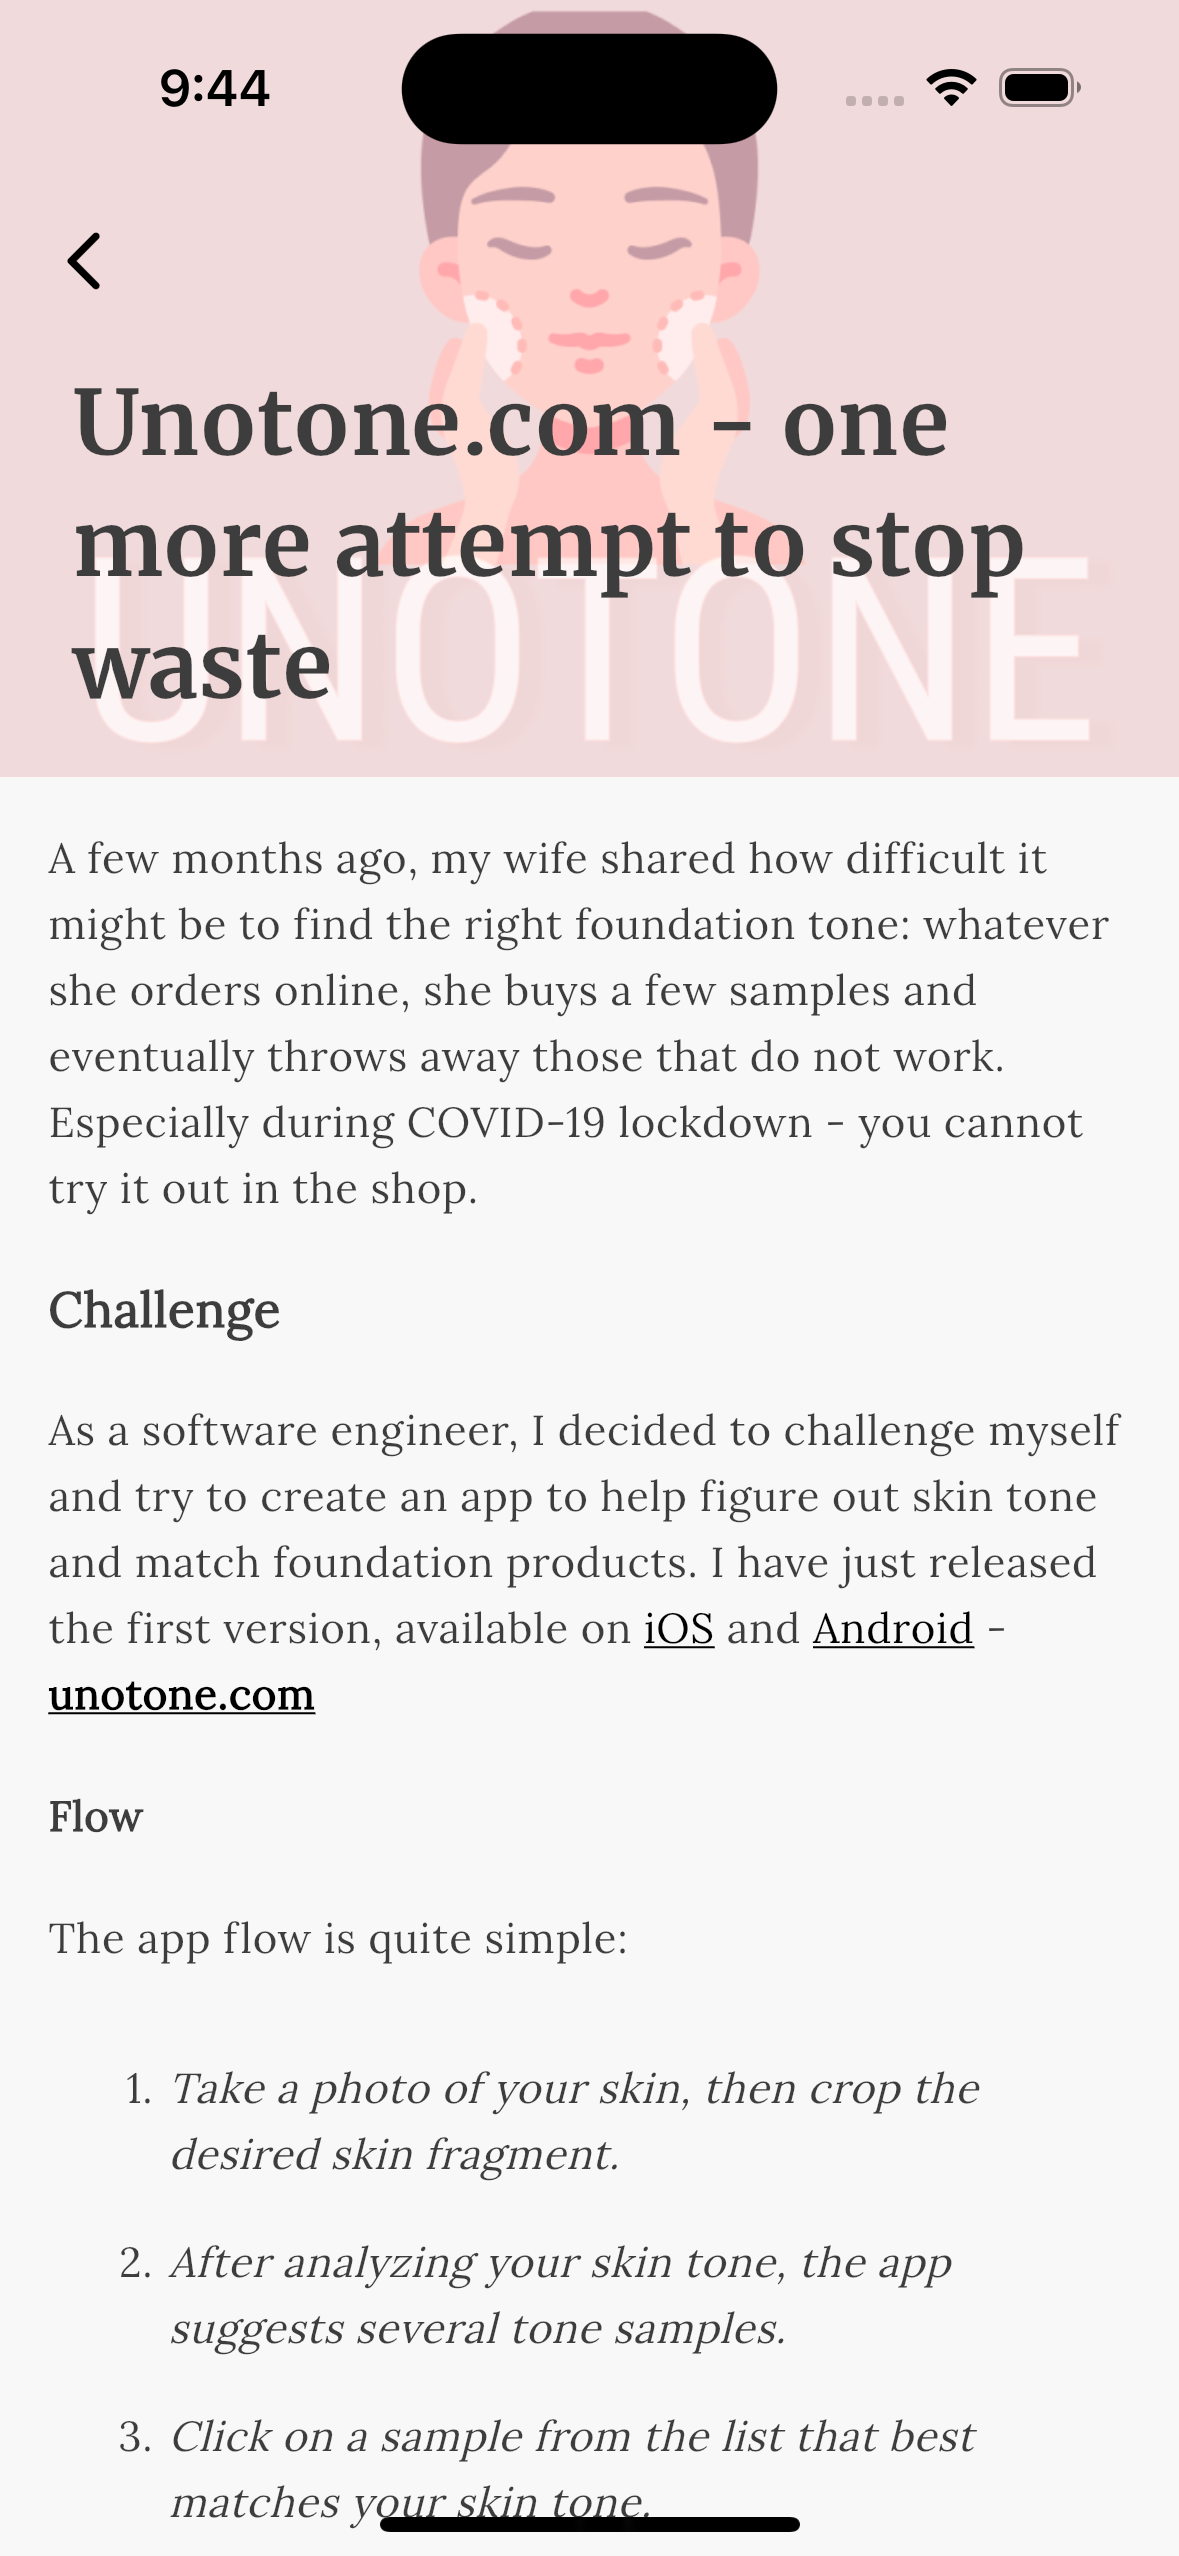 9:44
Unotone.com - one
more attempt to stop
waste
UNOTONE
A few months ago, my wife shared how difficult it
might be to find the right foundation tone: whatever
she orders online, she buys a few samples and
eventually throws away those that do not work.
Especially during COVID-19 lockdown - you cannot
try it out in the shop.
Challenge
As a software engineer, I decided to challenge myself
and try to create an app to help figure out skin tone
and match foundation products. I have just released
the first version, available on iOS and Android -
unotone.com
Flow
The app flow is quite simple:
1. Take a photo of your skin, then crop the
desired skin fragment.
2. After analyzing your skin tone, the app
suggests several tone samples.
3. Click on a sample from the list that best
matches your skin tone.